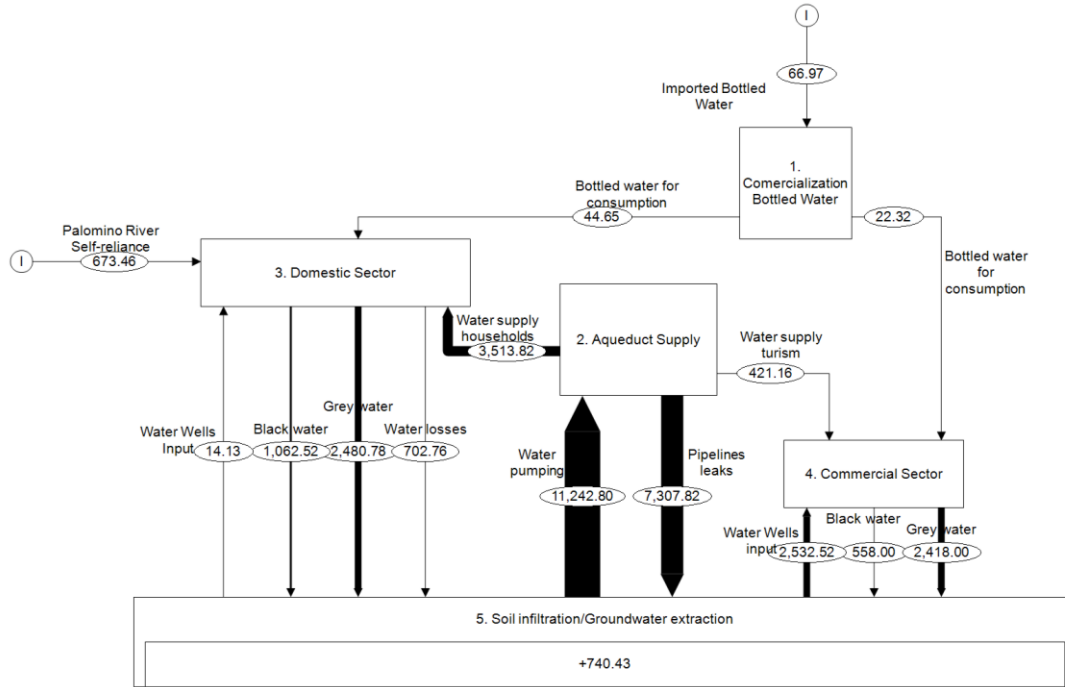 I
66.97
Imported Bottled
Water
1.
Comercialization
Bottled Water
Bottled water for
consumption
44.65
22.32
Palomino River
Self-reliance
I
673.46
3. Domestic Sector
Bottled water
for
consumption
Water supply
households
3,513.82
2. Aqueduct Supply
Water supply
turism
421.16
Grey water
Water Wells
Input
14.13
Black water
1,062.52
2,480.78
Water losses
702.76
Water
pumping
11,242.80
Pipelines
leaks
7,307.82
4. Commercial Sector
Water Wells
input
2,532.52
Black water
558.00
Grey water
2,418.00
5. Soil infiltration/Groundwater extraction
+740.43